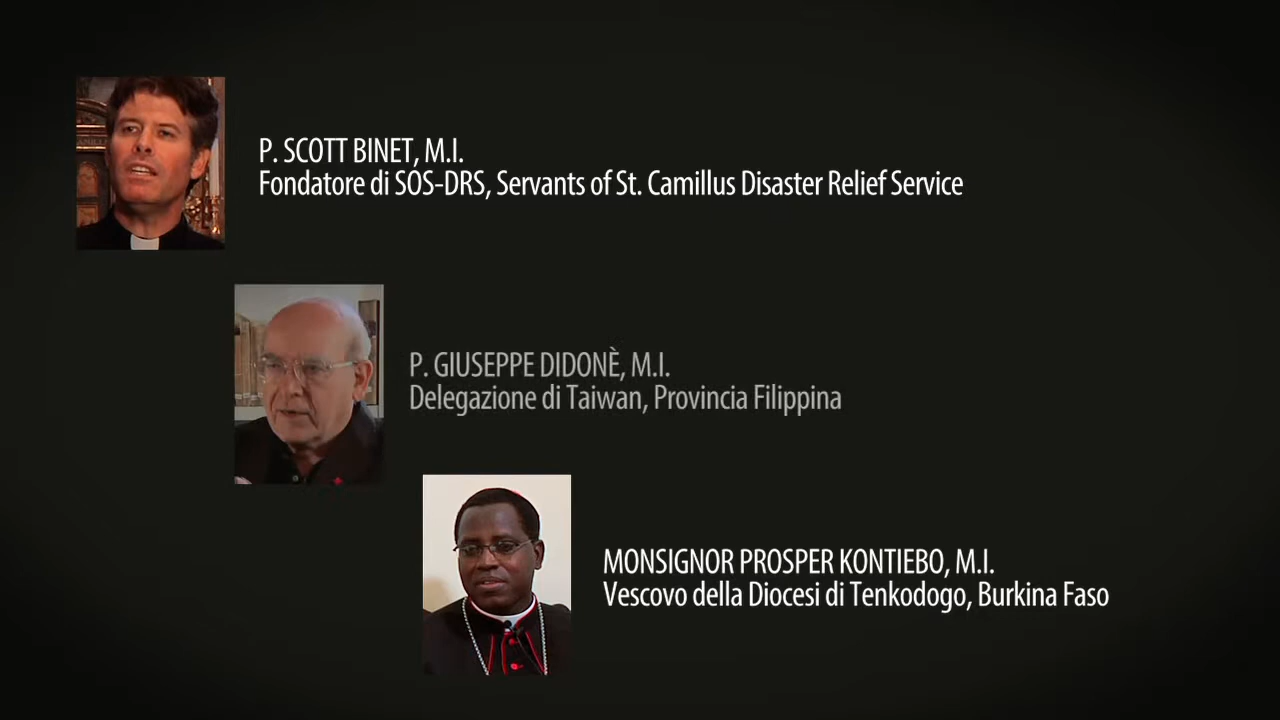 P. SCOTT BINET, M.I.
Fondatore di SOS-DRS, Servants of St. Camillus Disaster Relief Service
P. GIUSEPPE DIDONÈ, M.I.
Delegazione di Taiwan, Provincia Filippina
MONSIGNOR PROSPER KONTIEBO, M.I.
Vescovo della Diocesi di Tenkodogo, Burkina Faso